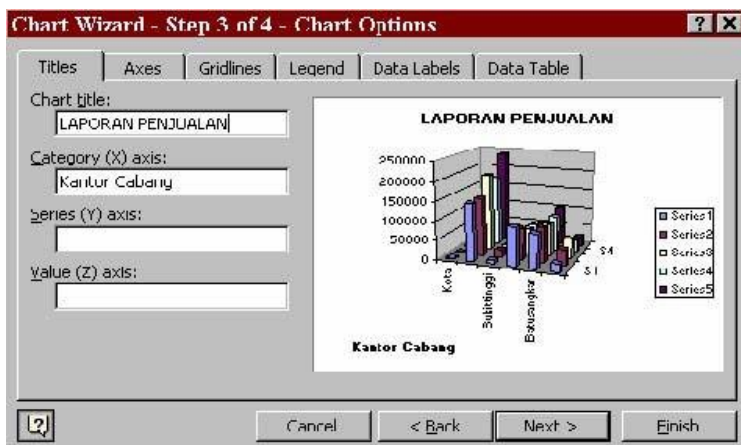 Chart Wizard - Step 3 of 4 - Chart Options
Titles Axes Gridlines Legend Data Labels Data Table
Chart title:
LAPORAN PENJUALAN
Category (X) axis:
Kantor Cabang
Series (Y) axis:
Value (Z) axis:
LAPORAN PENJUALAN
250000
200000
150000
100000
50000
0
Kota
Bukittinggi
Batusangkar
S1
S4
Kantor Cabang
Series1
Series2
Series3
Series4
Series5
Cancel < Back Next > Finish